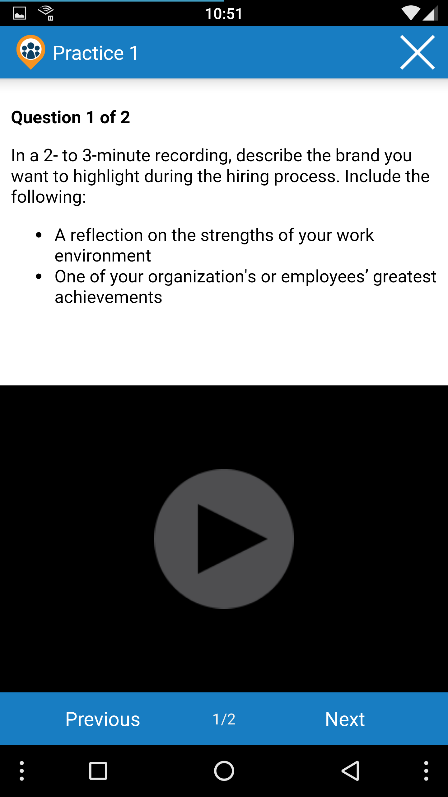 10:51
Practice 1
Question 1 of 2
In a 2- to 3-minute recording, describe the brand you
want to highlight during the hiring process. Include the
following:
• A reflection on the strengths of your work
environment
• One of your organization's or employees’ greatest
achievements
Previous 1/2 Next